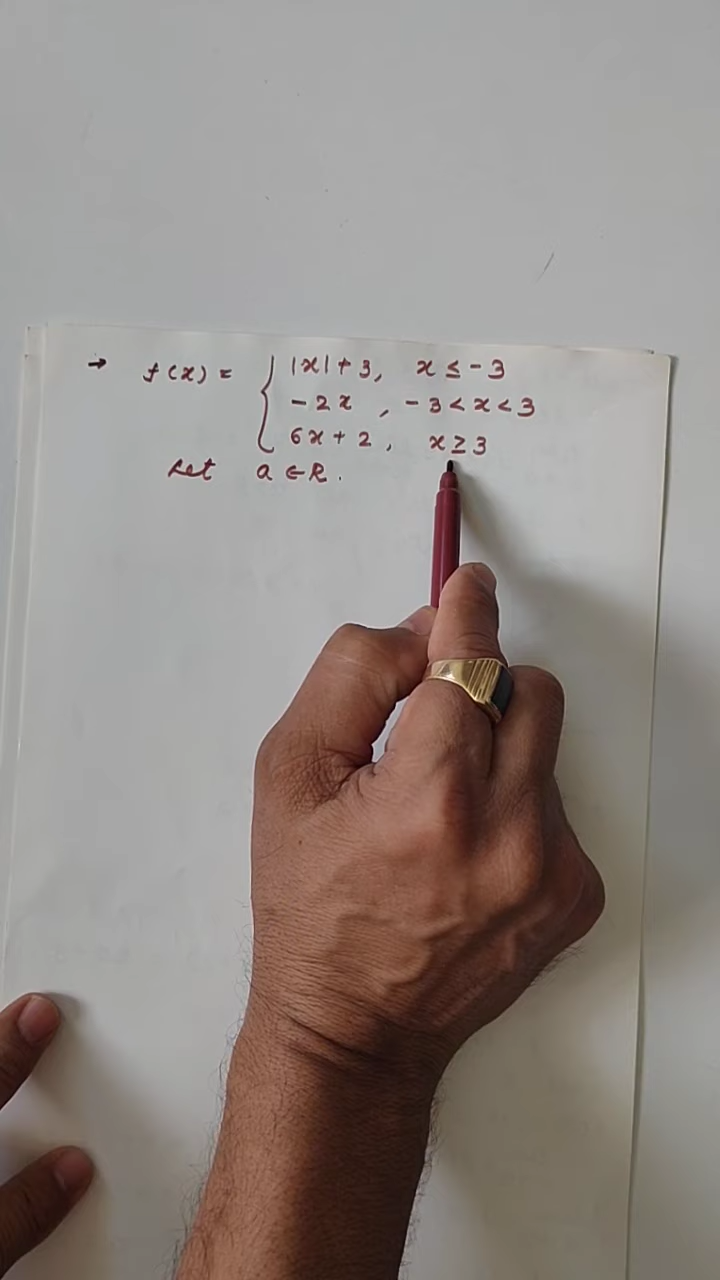 → f(x) = { |x| + 3, x ≤ -3
-2x , -3 < x < 3
6x + 2 , x ≥ 3
Let a ∈ R.